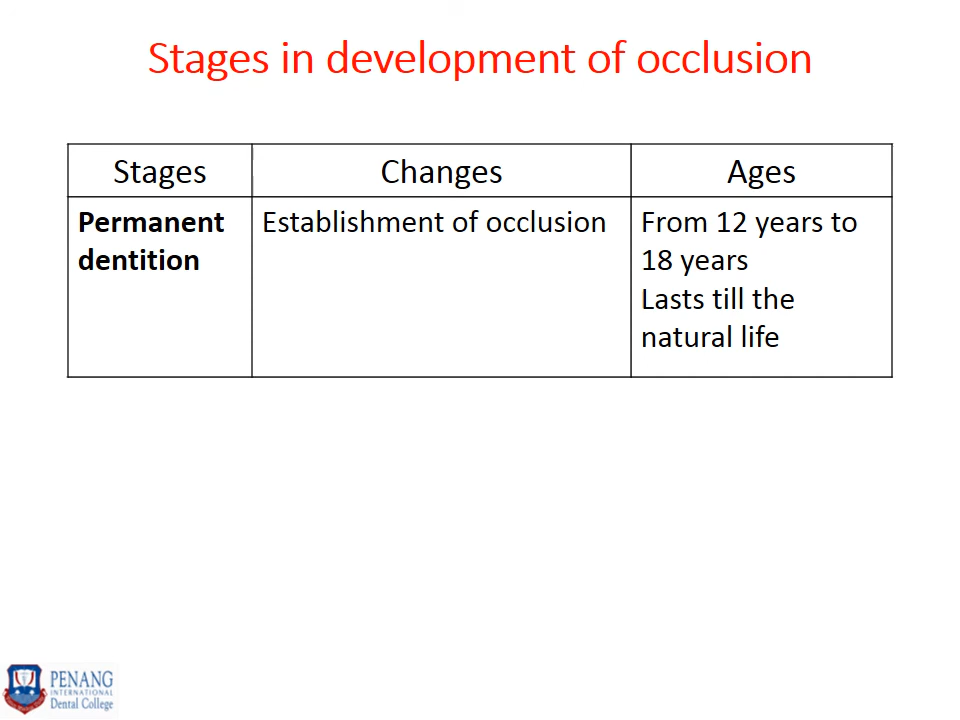 Stages in development of occlusion
Stages
Changes
Ages
Permanent
dentition
Establishment of occlusion
From 12 years to
18 years
Lasts till the
natural life
PENANG
INTERNATIONAL
Dental College